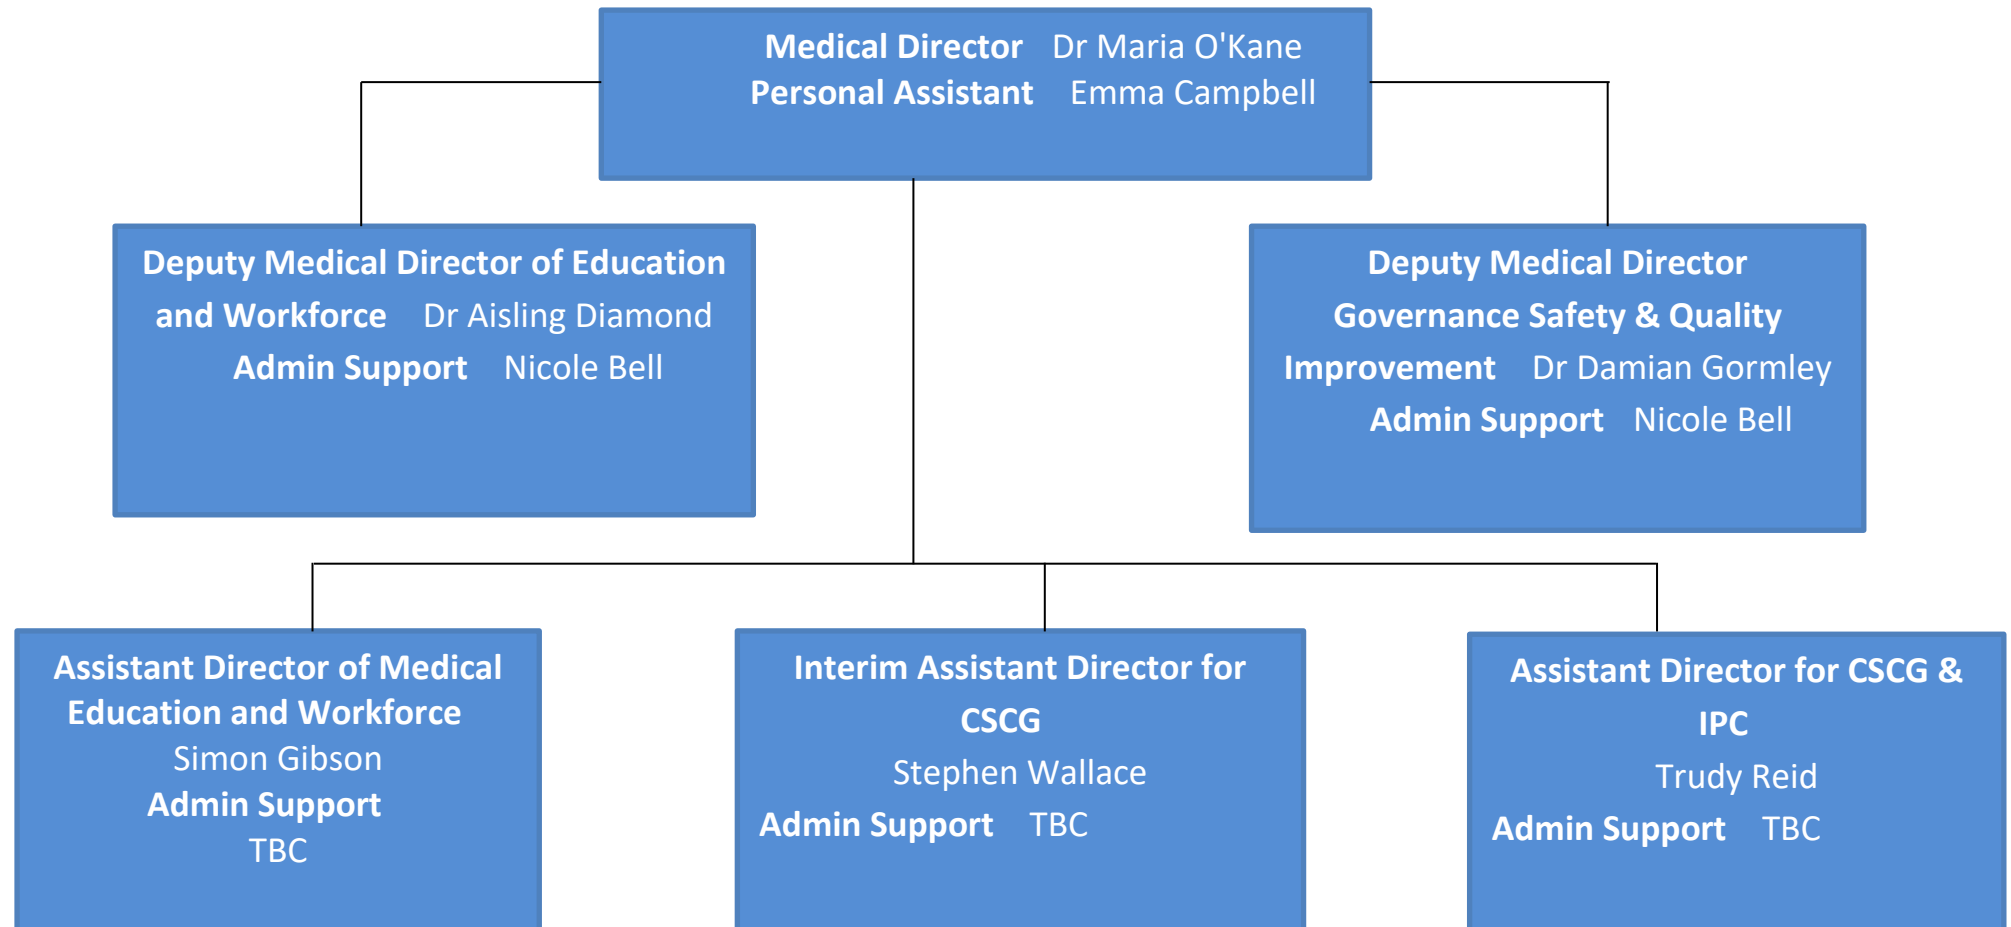 Medical Director Dr Maria O'Kane
Personal Assistant Emma Campbell
Deputy Medical Director of Education
and Workforce Dr Aisling Diamond
Admin Support Nicole Bell
Deputy Medical Director
Governance Safety & Quality
Improvement Dr Damian Gormley
Admin Support Nicole Bell
Assistant Director of Medical
Education and Workforce
Simon Gibson
Admin Support
TBC
Interim Assistant Director for
CSCG
Stephen Wallace
Admin Support TBC
Assistant Director for CSCG &
IPC
Trudy Reid
Admin Support TBC